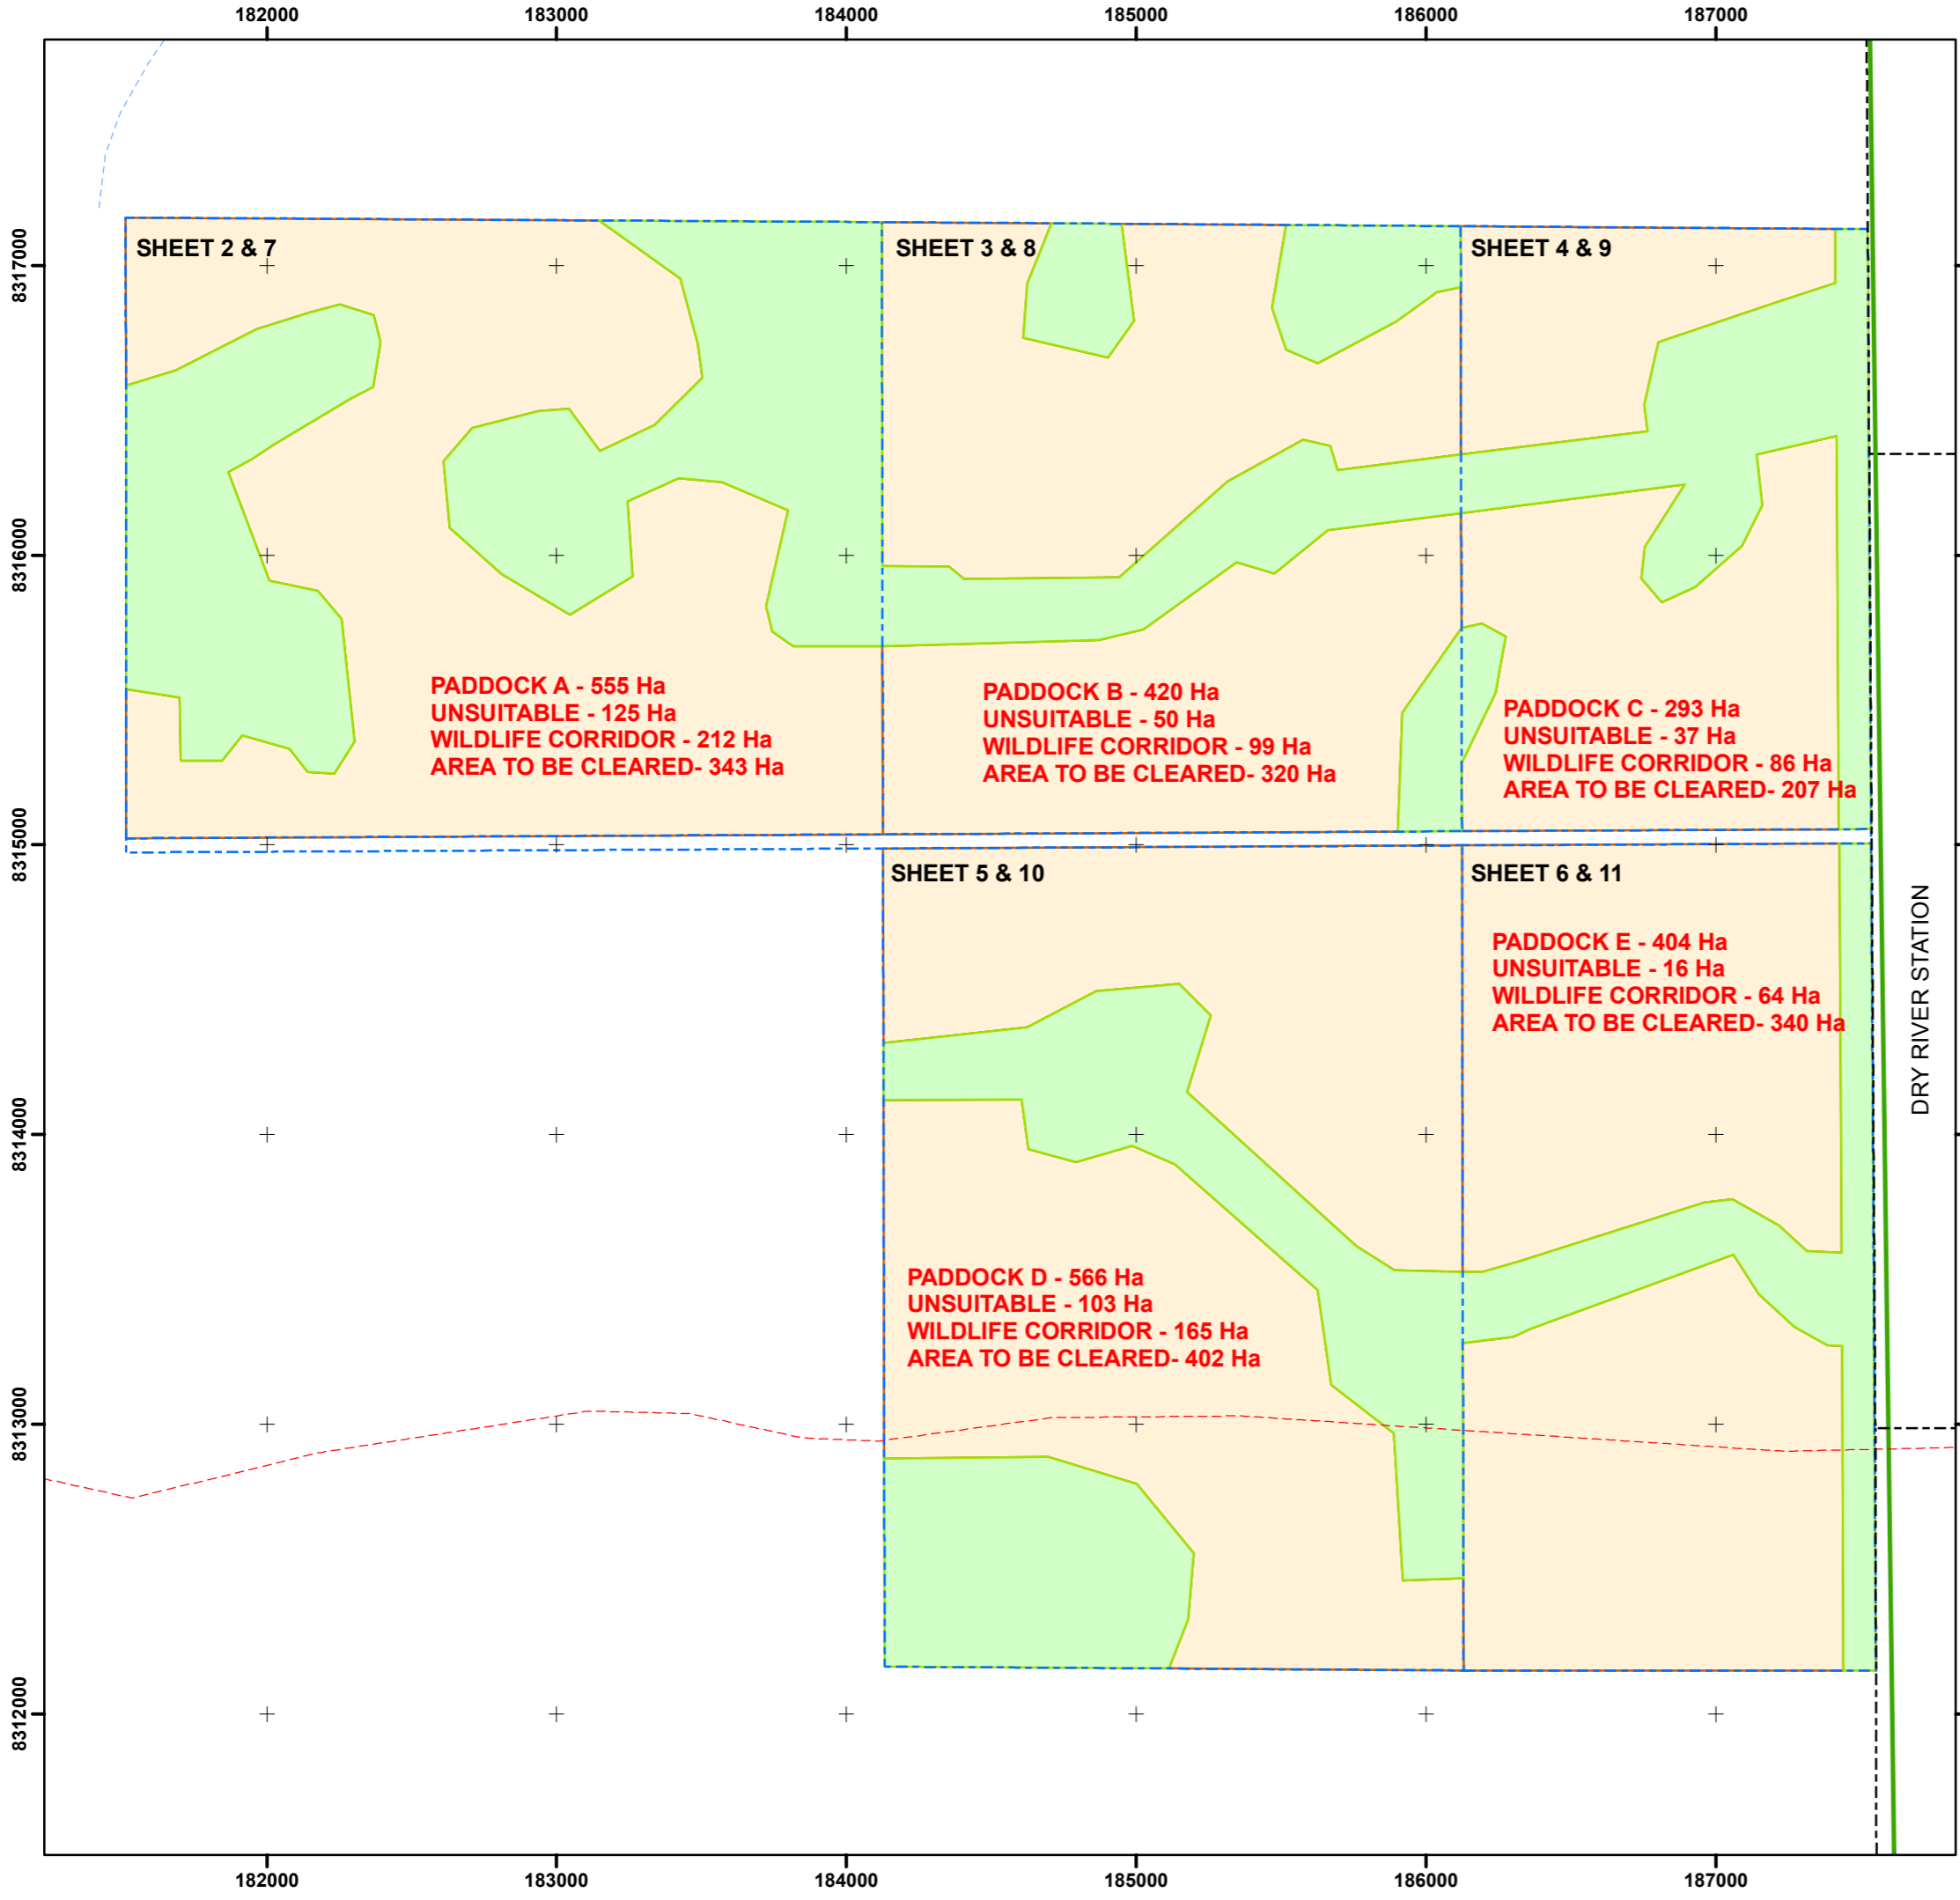 182000 183000 184000 185000 186000 187000
8317000
8316000
8315000
8314000
8313000
8312000
SHEET 2 & 7
SHEET 3 & 8
SHEET 4 & 9
PADDOCK A - 555 Ha
UNSUITABLE - 125 Ha
WILDLIFE CORRIDOR - 212 Ha
AREA TO BE CLEARED- 343 Ha
PADDOCK B - 420 Ha
UNSUITABLE - 50 Ha
WILDLIFE CORRIDOR - 99 Ha
AREA TO BE CLEARED- 320 Ha
PADDOCK C - 293 Ha
UNSUITABLE - 37 Ha
WILDLIFE CORRIDOR - 86 Ha
AREA TO BE CLEARED- 207 Ha
SHEET 5 & 10
SHEET 6 & 11
PADDOCK E - 404 Ha
UNSUITABLE - 16 Ha
WILDLIFE CORRIDOR - 64 Ha
AREA TO BE CLEARED- 340 Ha
DRY RIVER STATION
PADDOCK D - 566 Ha
UNSUITABLE - 103 Ha
WILDLIFE CORRIDOR - 165 Ha
AREA TO BE CLEARED- 402 Ha
182000 183000 184000 185000 186000 187000